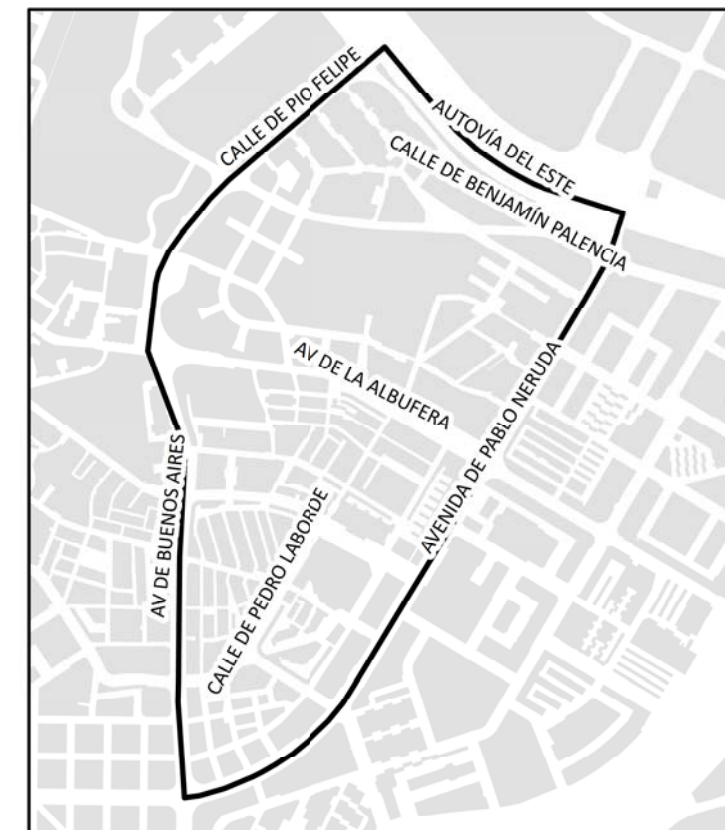 CALLE DE PIO FELIPE
AUTOVÍA DEL ESTE
CALLE DE BENJAMÍN PALENCIA
AV DE LA ALBUFERA
AVENIDA DE PABLO NERUDA
AV DE BUENOS AIRES
CALLE DE PEDRO LABORDE